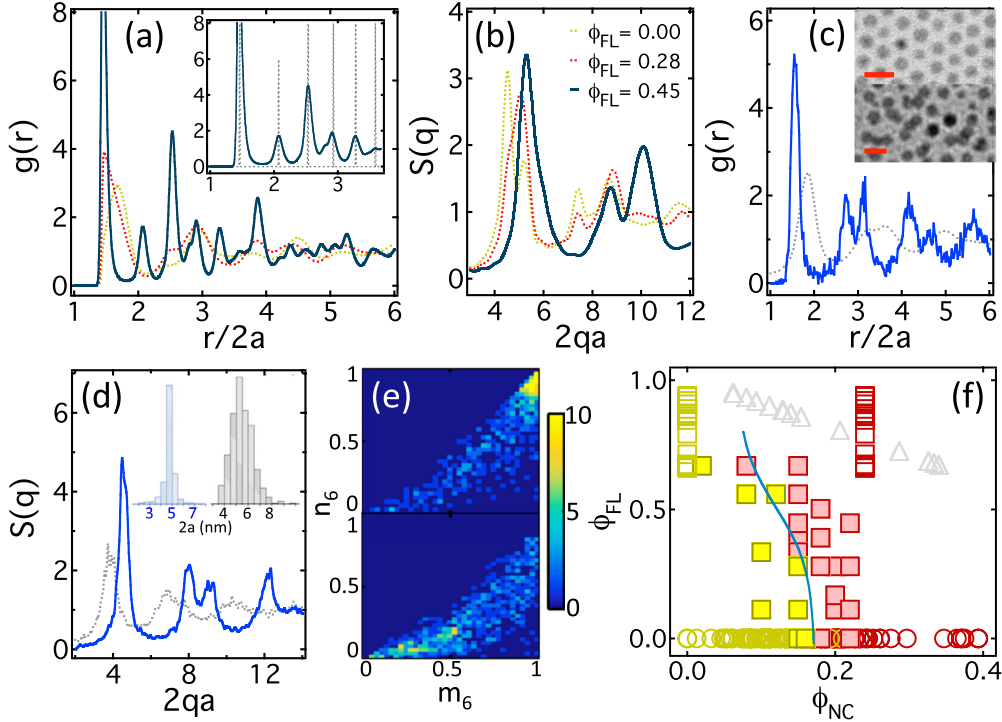 (a)
g(r)
8
6
4
2
0
1 2 3 4 5 6
r/2a
8
6
4
2
0
1 2 3
(b)
S(q)
4
3
2
1
0
4 6 8 10 12
2qa
ϕFL = 0.00
ϕFL = 0.28
ϕFL = 0.45
(c)
g(r)
6
4
2
0
1 2 3 4 5 6
r/2a
(d)
S(q)
6
4
2
0
4 8 12
2qa
3 5 7 4 6 8
2a (nm)
(e)
n6
1
0.5
0
1
0.5
0
0 0.5 1
m6
10
5
0
(f)
ϕFL
1.0
0.5
0.0
0.0 0.2 0.4
ϕNC